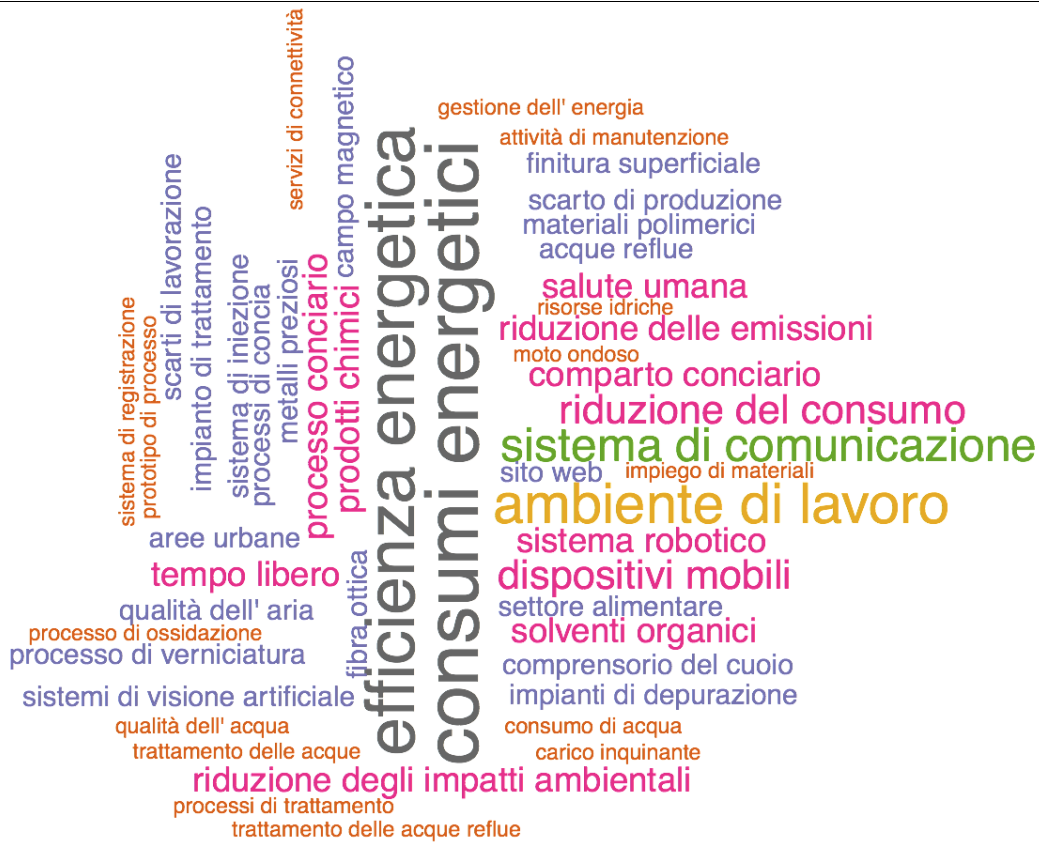 servizi di connettività
campo magnetico
gestione dell' energia
efficienza energetica
consumi energetici
attività di manutenzione
finitura superficiale
scarti di lavorazione
scarto di produzione
impianto di trattamento
materiali polimerici
acque reflue
sistema di iniezione
processi di concia
metalli preziosi
processo conciario
prodotti chimici
salute umana
sistema di registrazione
prototipo di processo
risorse idriche
riduzione delle emissioni
moto ondoso
comparto conciario
riduzione del consumo
sistema di comunicazione
sito web
impiego di materiali
ambiente di lavoro
aree urbane
sistema robotico
fibra ottica
tempo libero
dispositivi mobili
qualità dell' aria
settore alimentare
processo di ossidazione
solventi organici
processo di verniciatura
comprensorio del cuoio
sistemi di visione artificiale
impianti di depurazione
qualità dell' acqua
consumo di acqua
trattamento delle acque
carico inquinante
riduzione degli impatti ambientali
processi di trattamento
trattamento delle acque reflue